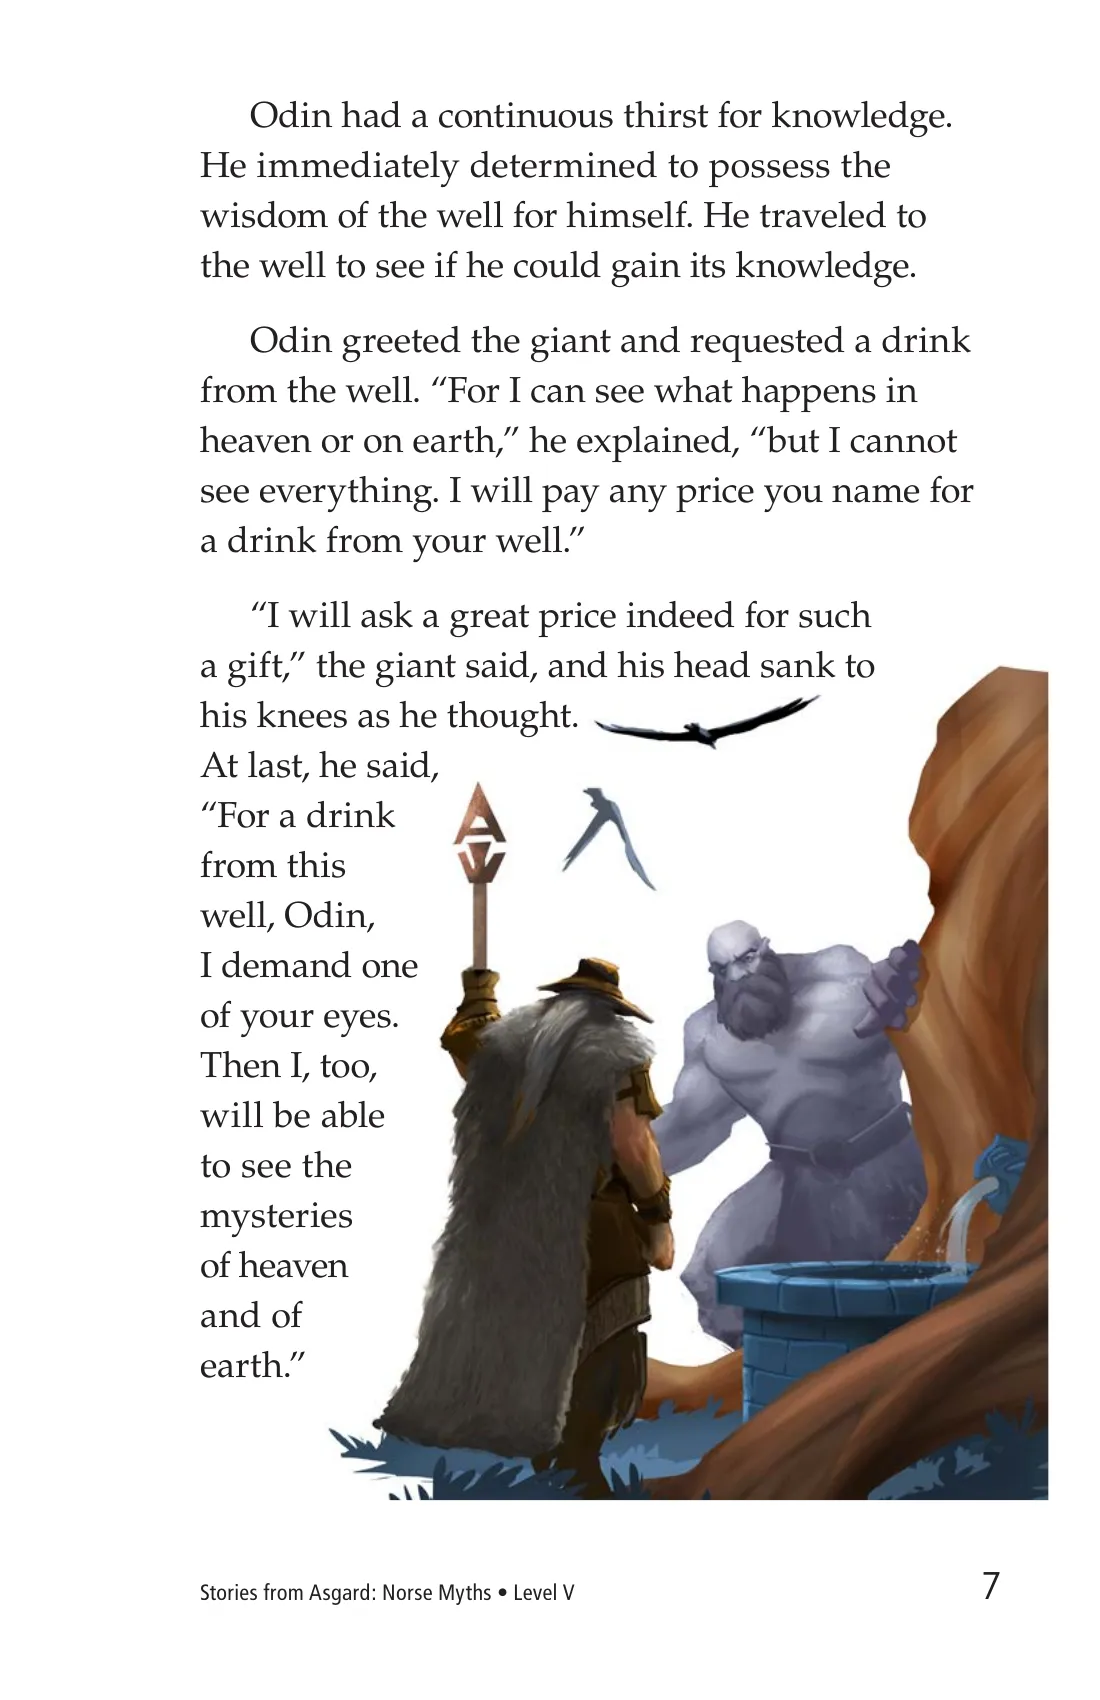 Odin had a continuous thirst for knowledge.
He immediately determined to possess the
wisdom of the well for himself. He traveled to
the well to see if he could gain its knowledge.
Odin greeted the giant and requested a drink
from the well. “For I can see what happens in
heaven or on earth,” he explained, “but I cannot
see everything. I will pay any price you name for
a drink from your well.”
“I will ask a great price indeed for such
a gift,” the giant said, and his head sank to
his knees as he thought.
At last, he said,
“For a drink
from this
well, Odin,
I demand one
of your eyes.
Then I, too,
will be able
to see the
mysteries
of heaven
and of
earth.”
Stories from Asgard: Norse Myths • Level V
7